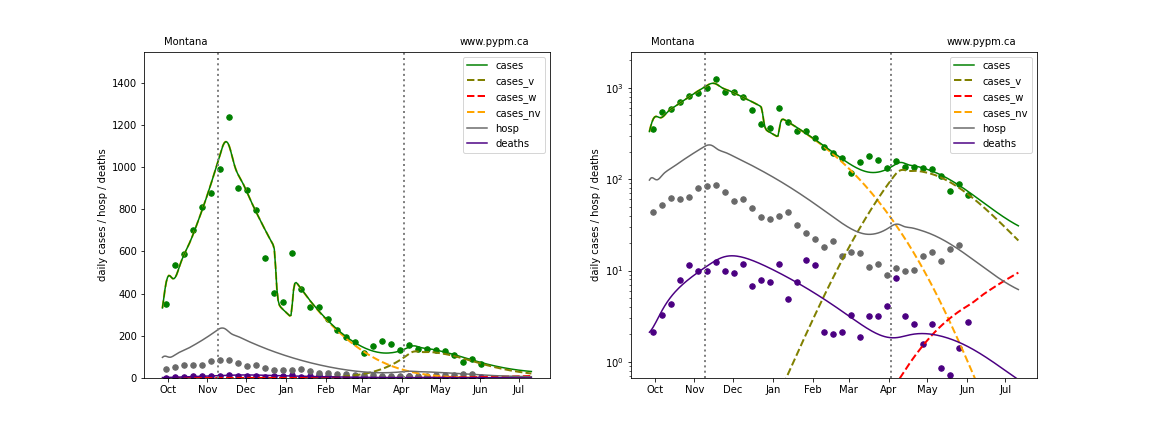 Montana www.pypm.ca
1400
1200
1000
800
600
400
200
0
daily cases / hosp / deaths
Oct Nov Dec Jan Feb Mar Apr May Jun Jul
cases
cases_v
cases_w
cases_nv
hosp
deaths
Montana www.pypm.ca
10³
10²
10¹
10⁰
daily cases / hosp / deaths
Oct Nov Dec Jan Feb Mar Apr May Jun Jul
cases
cases_v
cases_w
cases_nv
hosp
deaths